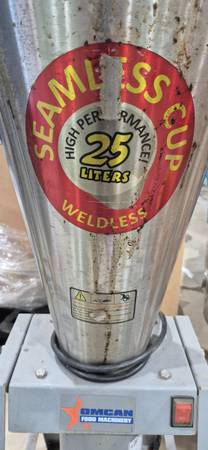 SEAMLESS CUP
HIGH PERFORMANCE!
25
LITERS
WELDLESS
OMCAN
FOOD MACHINERY